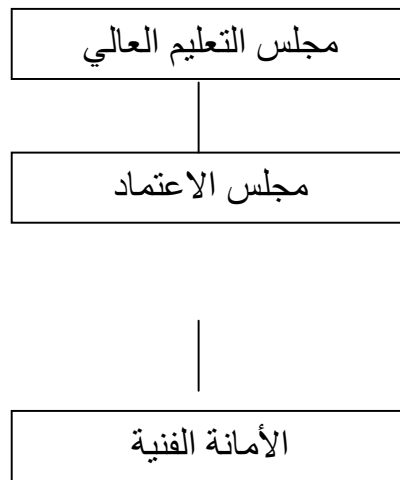 مجلس التعليم العالي
مجلس الاعتماد
الأمانة الفنية